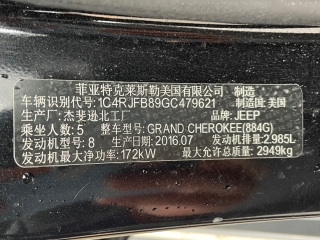 菲亚特克莱斯勒美国有限公司 制造
车辆识别代号:1C4RJFB89GC479621 制造国:美国
生产厂:杰斐逊北工厂 品牌:JEEP
乘坐人数:5 整车型号:GRAND CHEROKEE(884G)
发动机型号:8 生产日期:2016.07 发动机排量:2.985L
发动机最大净功率:172kW 最大允许总质量:2949kg